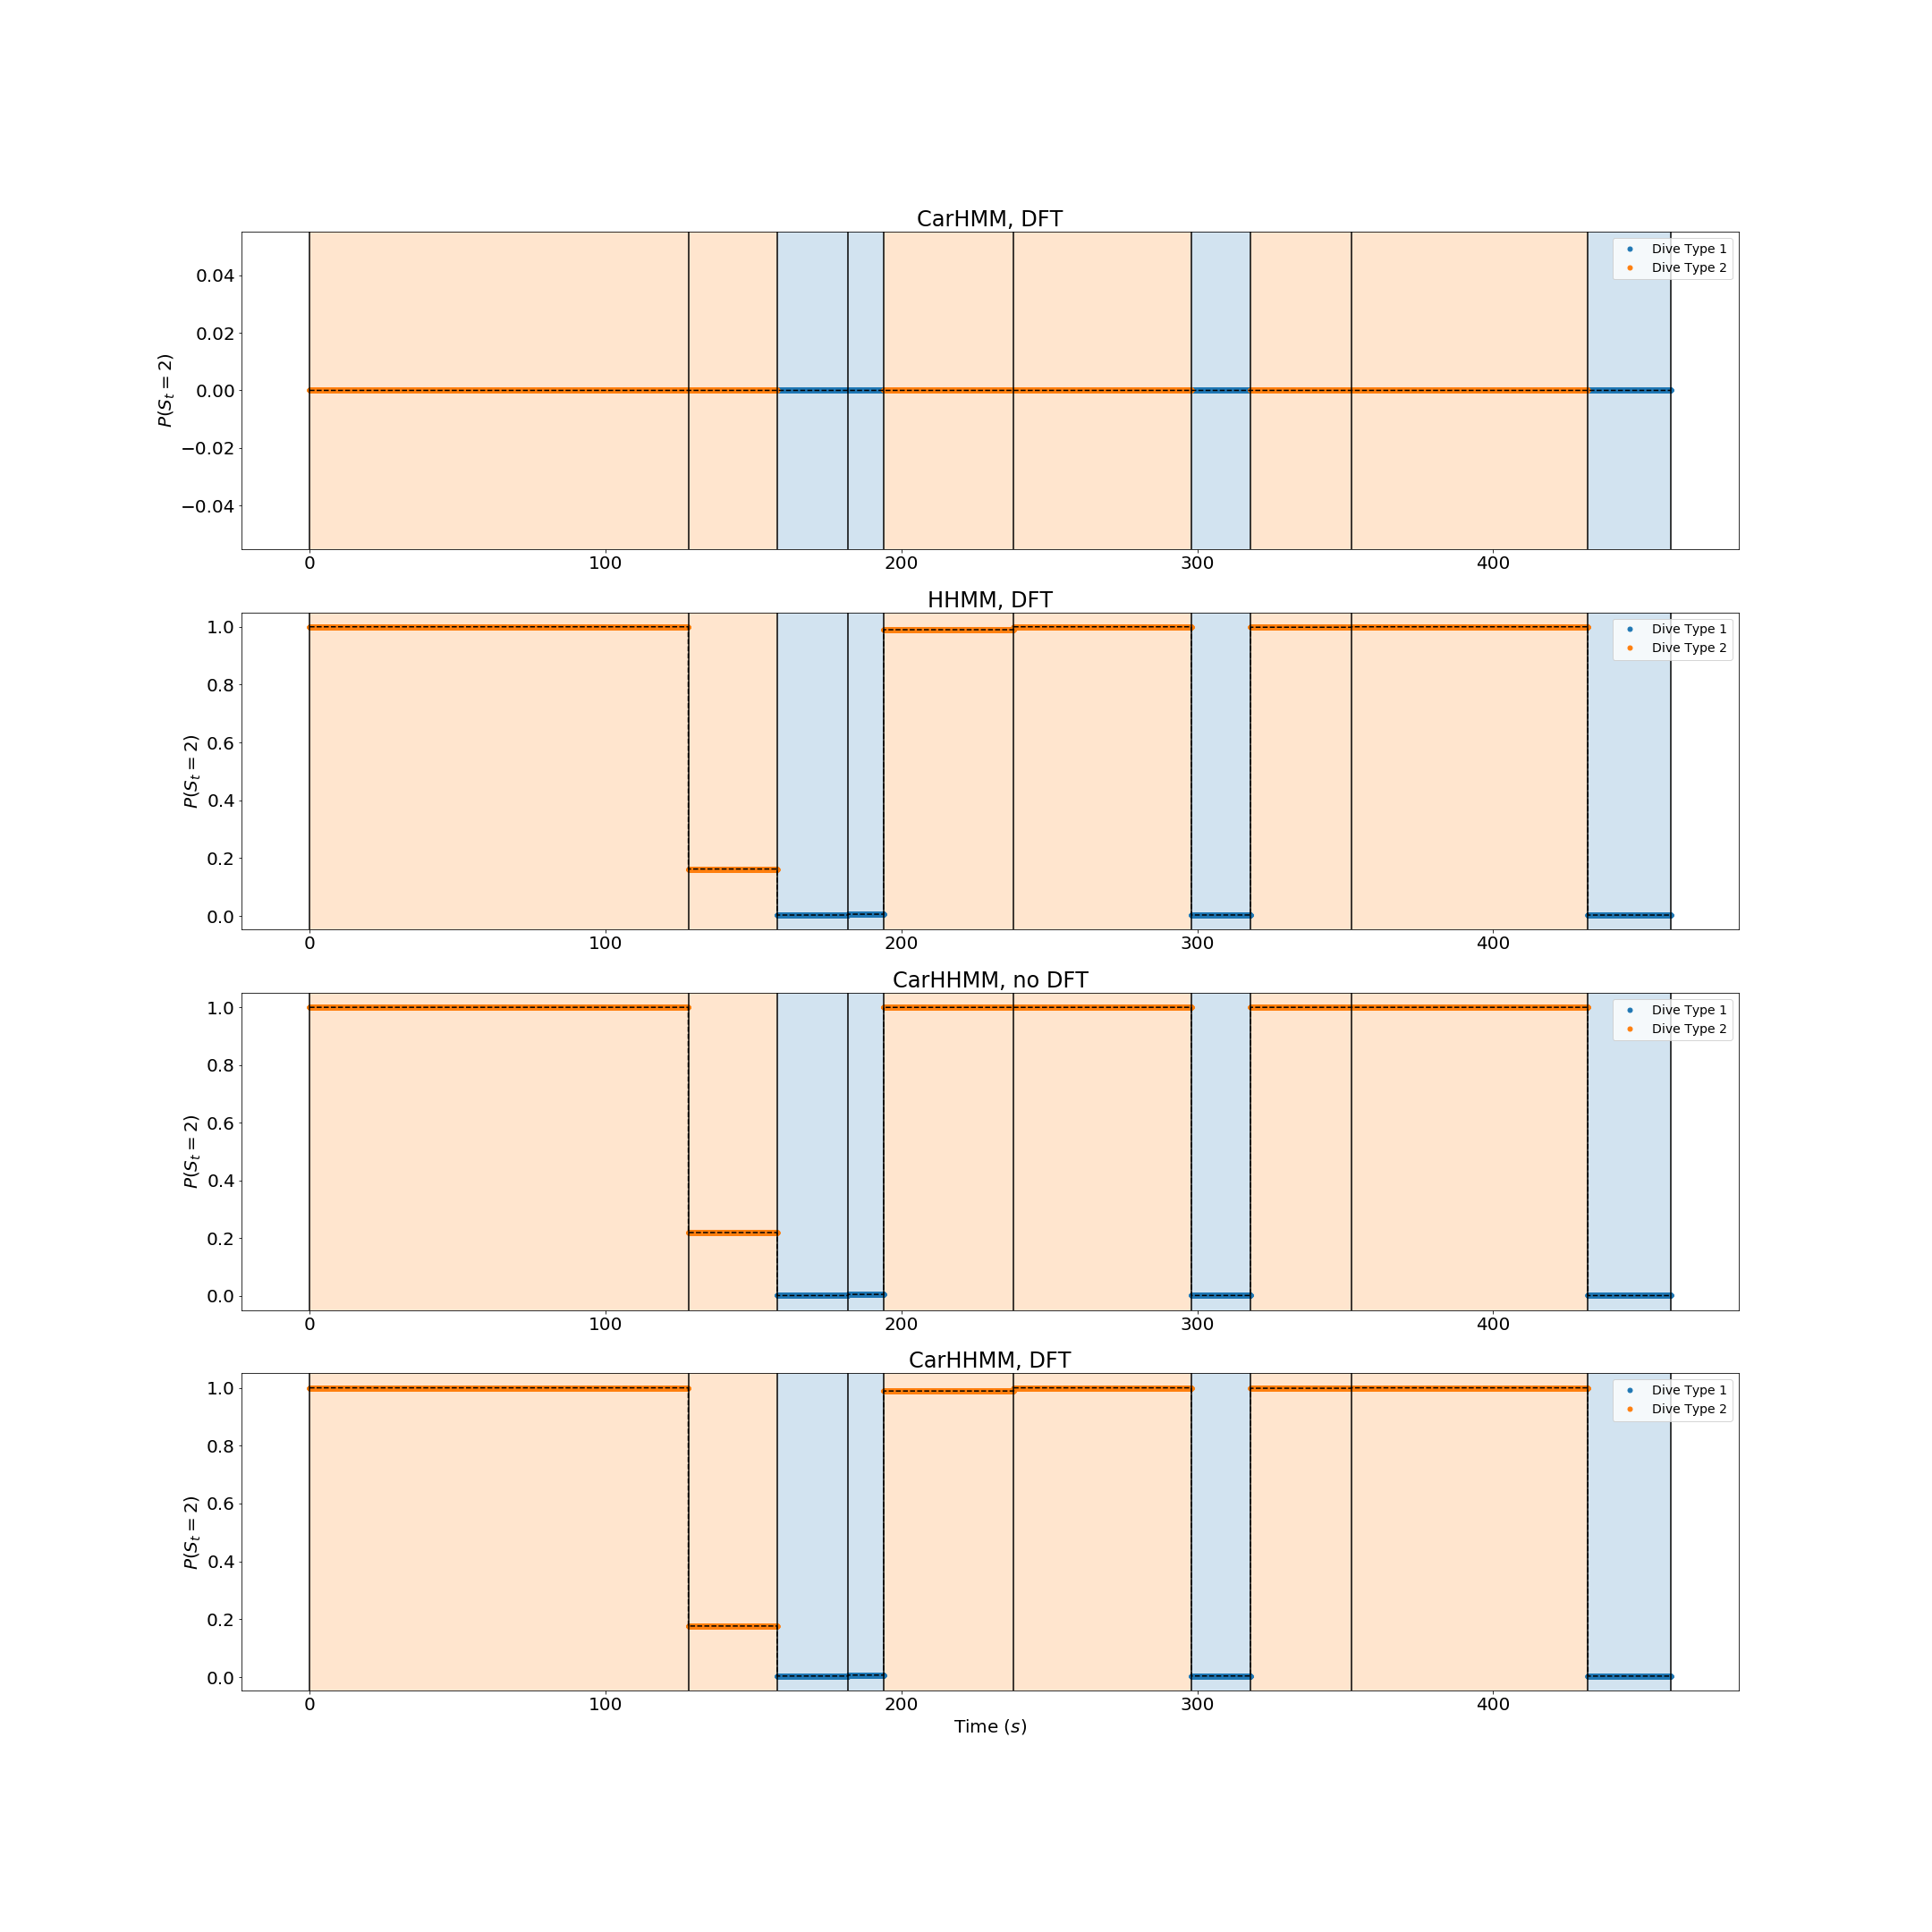 CarHMM, DFT
Dive Type 1
Dive Type 2
0.04
0.02
0.00
−0.02
−0.04
P(S_t = 2)
0 100 200 300 400
HHMM, DFT
Dive Type 1
Dive Type 2
1.0
0.8
0.6
0.4
0.2
0.0
P(S_t = 2)
0 100 200 300 400
CarHHMM, no DFT
Dive Type 1
Dive Type 2
1.0
0.8
0.6
0.4
0.2
0.0
P(S_t = 2)
0 100 200 300 400
CarHHMM, DFT
Dive Type 1
Dive Type 2
1.0
0.8
0.6
0.4
0.2
0.0
P(S_t = 2)
0 100 200 300 400
Time (s)